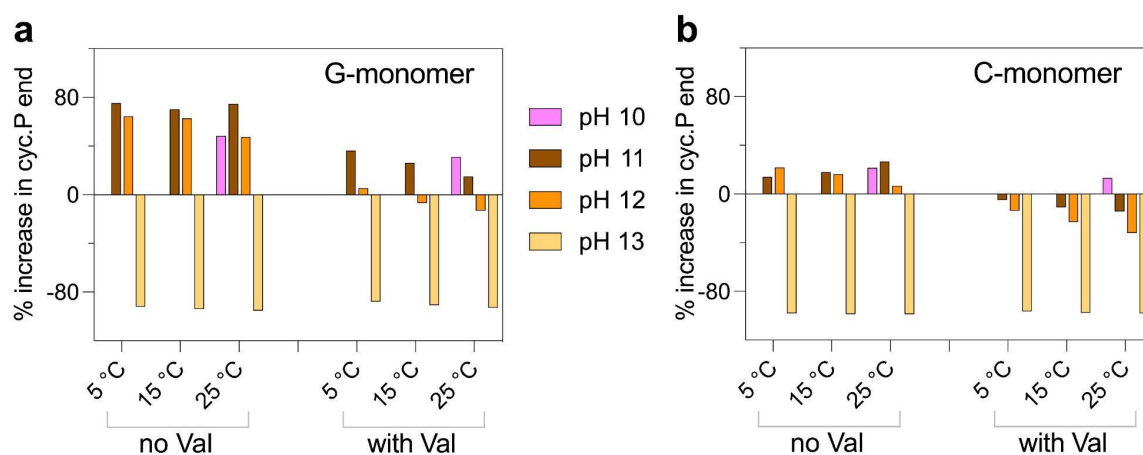 a
G-monomer
% increase in cyc.P end
80
0
-80
5 °C
15 °C
25 °C
5 °C
15 °C
25 °C
no Val
with Val
pH 10
pH 11
pH 12
pH 13
b
C-monomer
% increase in cyc.P end
80
0
-80
5 °C
15 °C
25 °C
5 °C
15 °C
25 °C
no Val
with Val